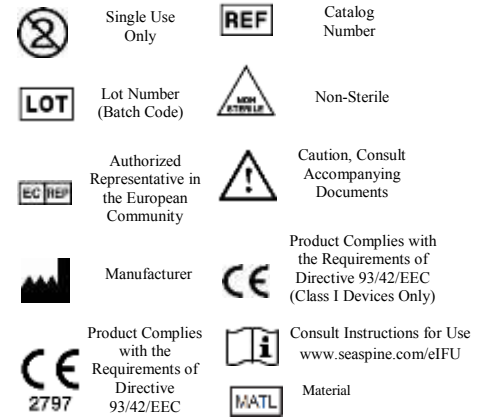 2
Single Use
Only
REF
Catalog
Number
LOT
Lot Number
(Batch Code)
NON
STERILE
Non-Sterile
EC REP
Authorized
Representative in
the European
Community
Caution, Consult
Accompanying
Documents
Manufacturer
CE
Product Complies with
the Requirements of
Directive 93/42/EEC
(Class I Devices Only)
CE
2797
Product Complies
with the
Requirements of
Directive
93/42/EEC
i
Consult Instructions for Use
www.seaspine.com/eIFU
MATL
Material